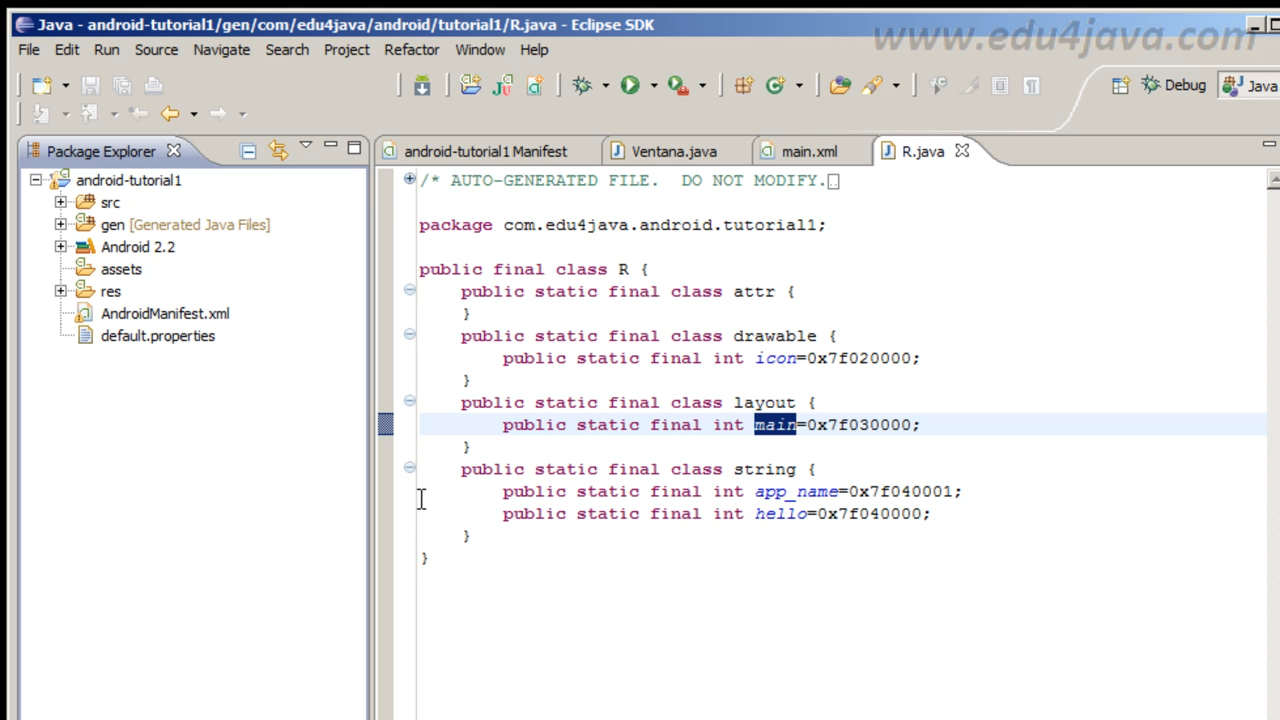 Java - android-tutorial1/gen/com/edu4java/android/tutorial1/R.java - Eclipse SDK
www.edu4java.com
File Edit Run Source Navigate Search Project Refactor Window Help
Debug Java
Package Explorer
android-tutorial1 Manifest Ventana.java main.xml R.java
android-tutorial1
src
gen [Generated Java Files]
Android 2.2
assets
res
AndroidManifest.xml
default.properties
/* AUTO-GENERATED FILE.  DO NOT MODIFY.
package com.edu4java.android.tutorial1;
public final class R {
    public static final class attr {
    }
    public static final class drawable {
        public static final int icon=0x7f020000;
    }
    public static final class layout {
        public static final int main=0x7f030000;
    }
    public static final class string {
        public static final int app_name=0x7f040001;
        public static final int hello=0x7f040000;
    }
}